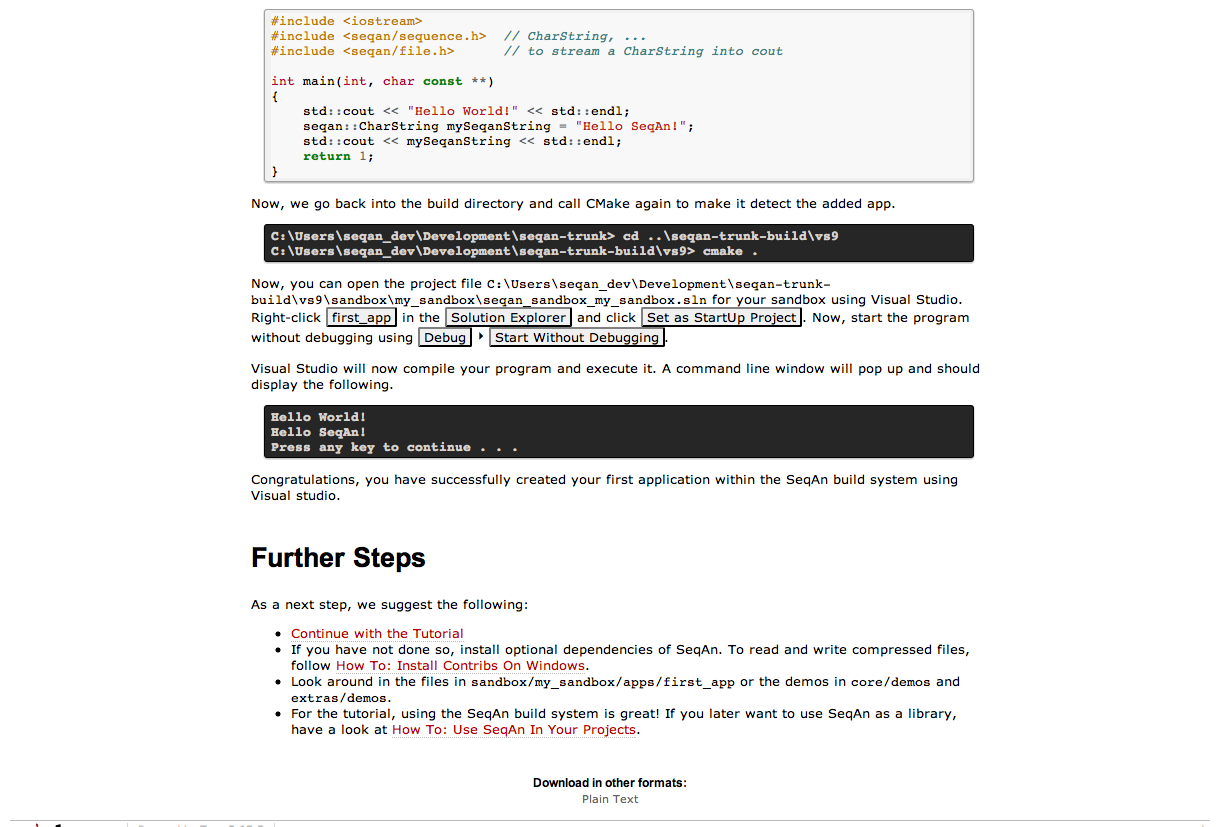 #include <iostream>
#include <seqan/sequence.h>  // CharString, ...
#include <seqan/file.h>      // to stream a CharString into cout
int main(int, char const **)
{
    std::cout << "Hello World!" << std::endl;
    seqan::CharString mySeqanString = "Hello SeqAn!";
    std::cout << mySeqanString << std::endl;
    return 1;
}
Now, we go back into the build directory and call CMake again to make it detect the added app.
C:\Users\seqan_dev\Development\seqan-trunk> cd ..\seqan-trunk-build\vs9
C:\Users\seqan_dev\Development\seqan-trunk-build\vs9> cmake .
Now, you can open the project file C:\Users\seqan_dev\Development\seqan-trunk-
build\vs9\sandbox\my_sandbox\seqan_sandbox_my_sandbox.sln for your sandbox using Visual Studio.
Right-click first_app in the Solution Explorer and click Set as StartUp Project. Now, start the program
without debugging using Debug ‣ Start Without Debugging.
Visual Studio will now compile your program and execute it. A command line window will pop up and should
display the following.
Hello World!
Hello SeqAn!
Press any key to continue . . .
Congratulations, you have successfully created your first application within the SeqAn build system using
Visual studio.
Further Steps
As a next step, we suggest the following:
• Continue with the Tutorial
• If you have not done so, install optional dependencies of SeqAn. To read and write compressed files,
follow How To: Install Contribs On Windows.
• Look around in the files in sandbox/my_sandbox/apps/first_app or the demos in core/demos and
extras/demos.
• For the tutorial, using the SeqAn build system is great! If you later want to use SeqAn as a library,
have a look at How To: Use SeqAn In Your Projects.
Download in other formats:
Plain Text